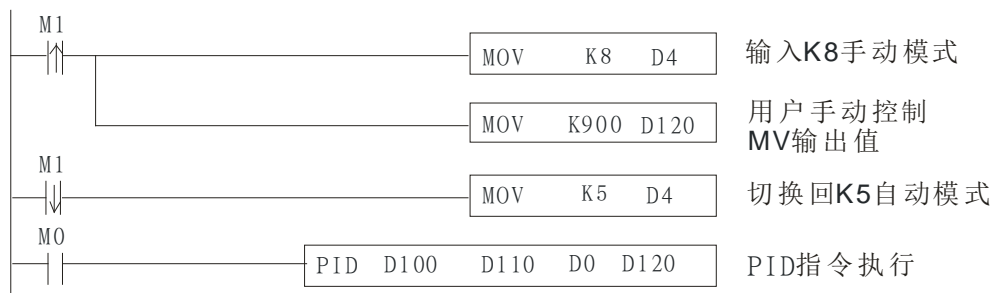 M1
MOV K8 D4 输入K8手动模式
MOV K900 D120 用户手动控制
MV输出值
M1
MOV K5 D4 切换回K5自动模式
M0
PID D100 D110 D0 D120 PID指令执行